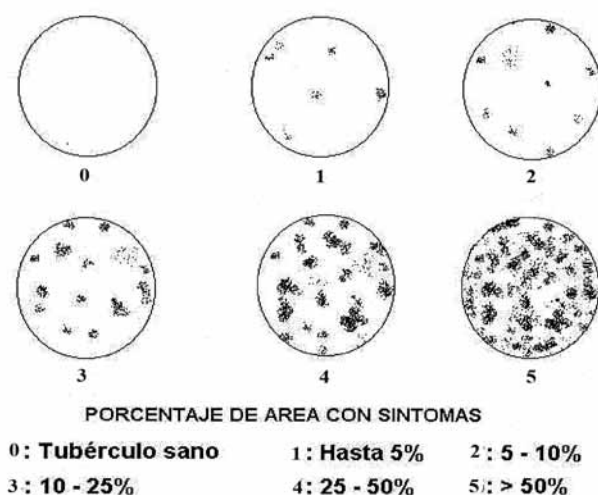 0 1 2
3 4 5
PORCENTAJE DE AREA CON SINTOMAS
0: Tubérculo sano 1: Hasta 5% 2: 5 - 10%
3: 10 - 25% 4: 25 - 50% 5: > 50%